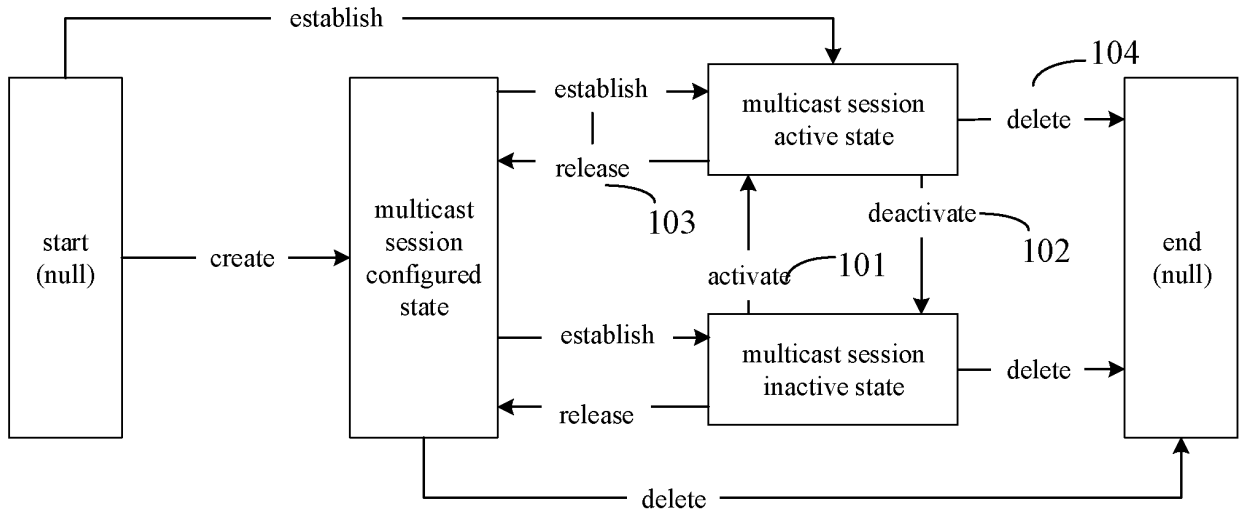 establish
104
establish
multicast session
active state
delete
release
multicast
session
configured
state
103
deactivate
102
start
(null)
create
end
(null)
activate
101
establish
multicast session
inactive state
delete
release
delete